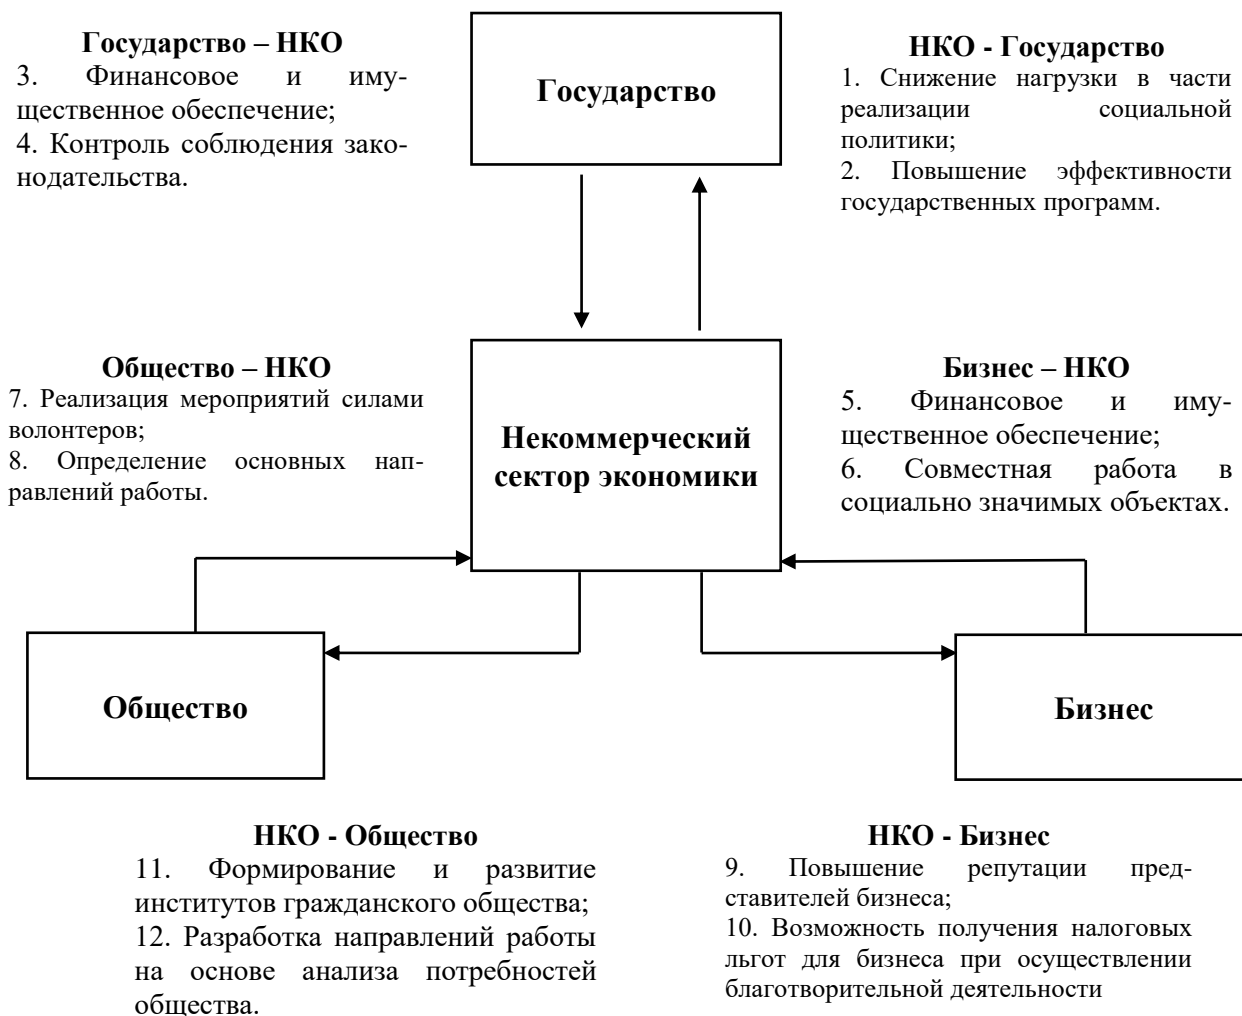 Государство – НКО
3. Финансовое и иму-
щественное обеспечение;
4. Контроль соблюдения зако-
нодательства.
Государство
НКО - Государство
1. Снижение нагрузки в части
реализации социальной
политики;
2. Повышение эффективности
государственных программ.
Общество – НКО
7. Реализация мероприятий силами
волонтеров;
8. Определение основных нап-
равлений работы.
Некоммерческий
сектор экономики
Бизнес – НКО
5. Финансовое и иму-
щественное обеспечение;
6. Совместная работа в
социально значимых объектах.
Общество
Бизнес
НКО - Общество
11. Формирование и развитие
институтов гражданского общества;
12. Разработка направлений работы
на основе анализа потребностей
общества.
НКО - Бизнес
9. Повышение репутации пред-
ставителей бизнеса;
10. Возможность получения налоговых
льгот для бизнеса при осуществлении
благотворительной деятельности